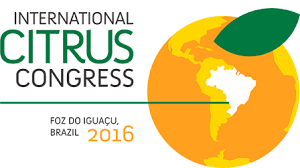 INTERNATIONAL
CITRUS
CONGRESS
FOZ DO IGUAÇU,
BRAZIL 2016